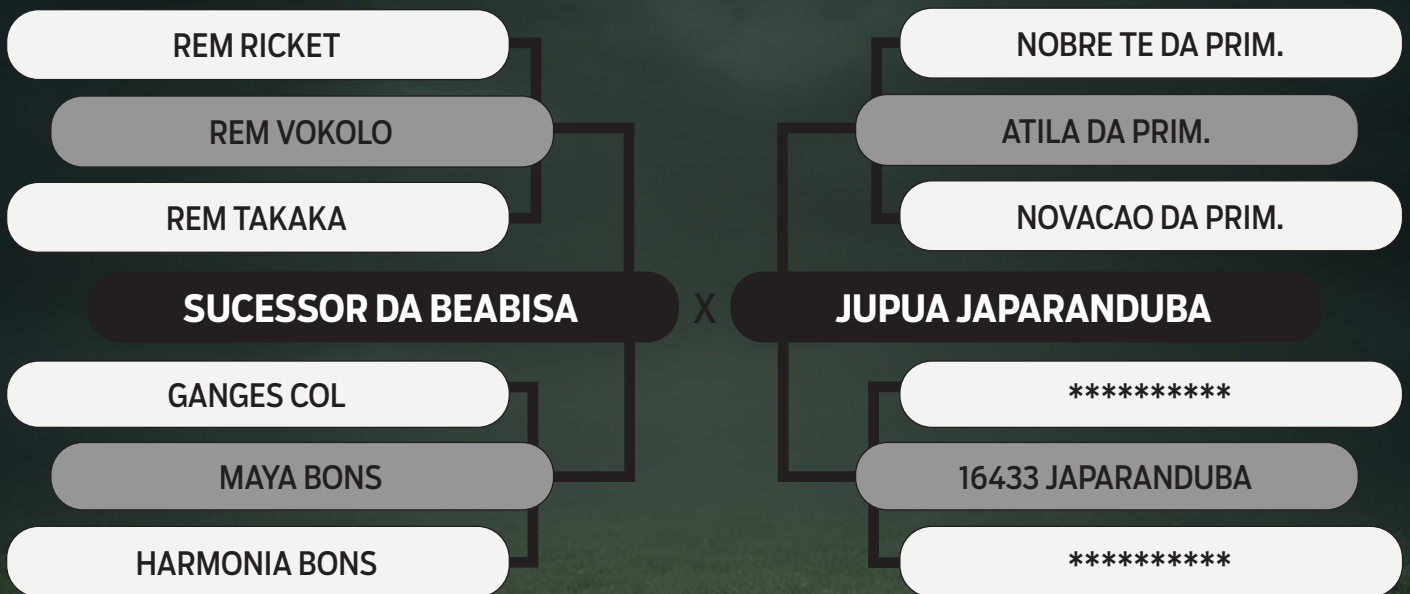 REM RICKET
REM VOKOLO
REM TAKAKA
SUCESSOR DA BEABISA
GANGES COL
MAYA BONS
HARMONIA BONS
X
NOBRE TE DA PRIM.
ATILA DA PRIM.
NOVACAO DA PRIM.
JUPUA JAPARANDUBA
**********
16433 JAPARANDUBA
**********